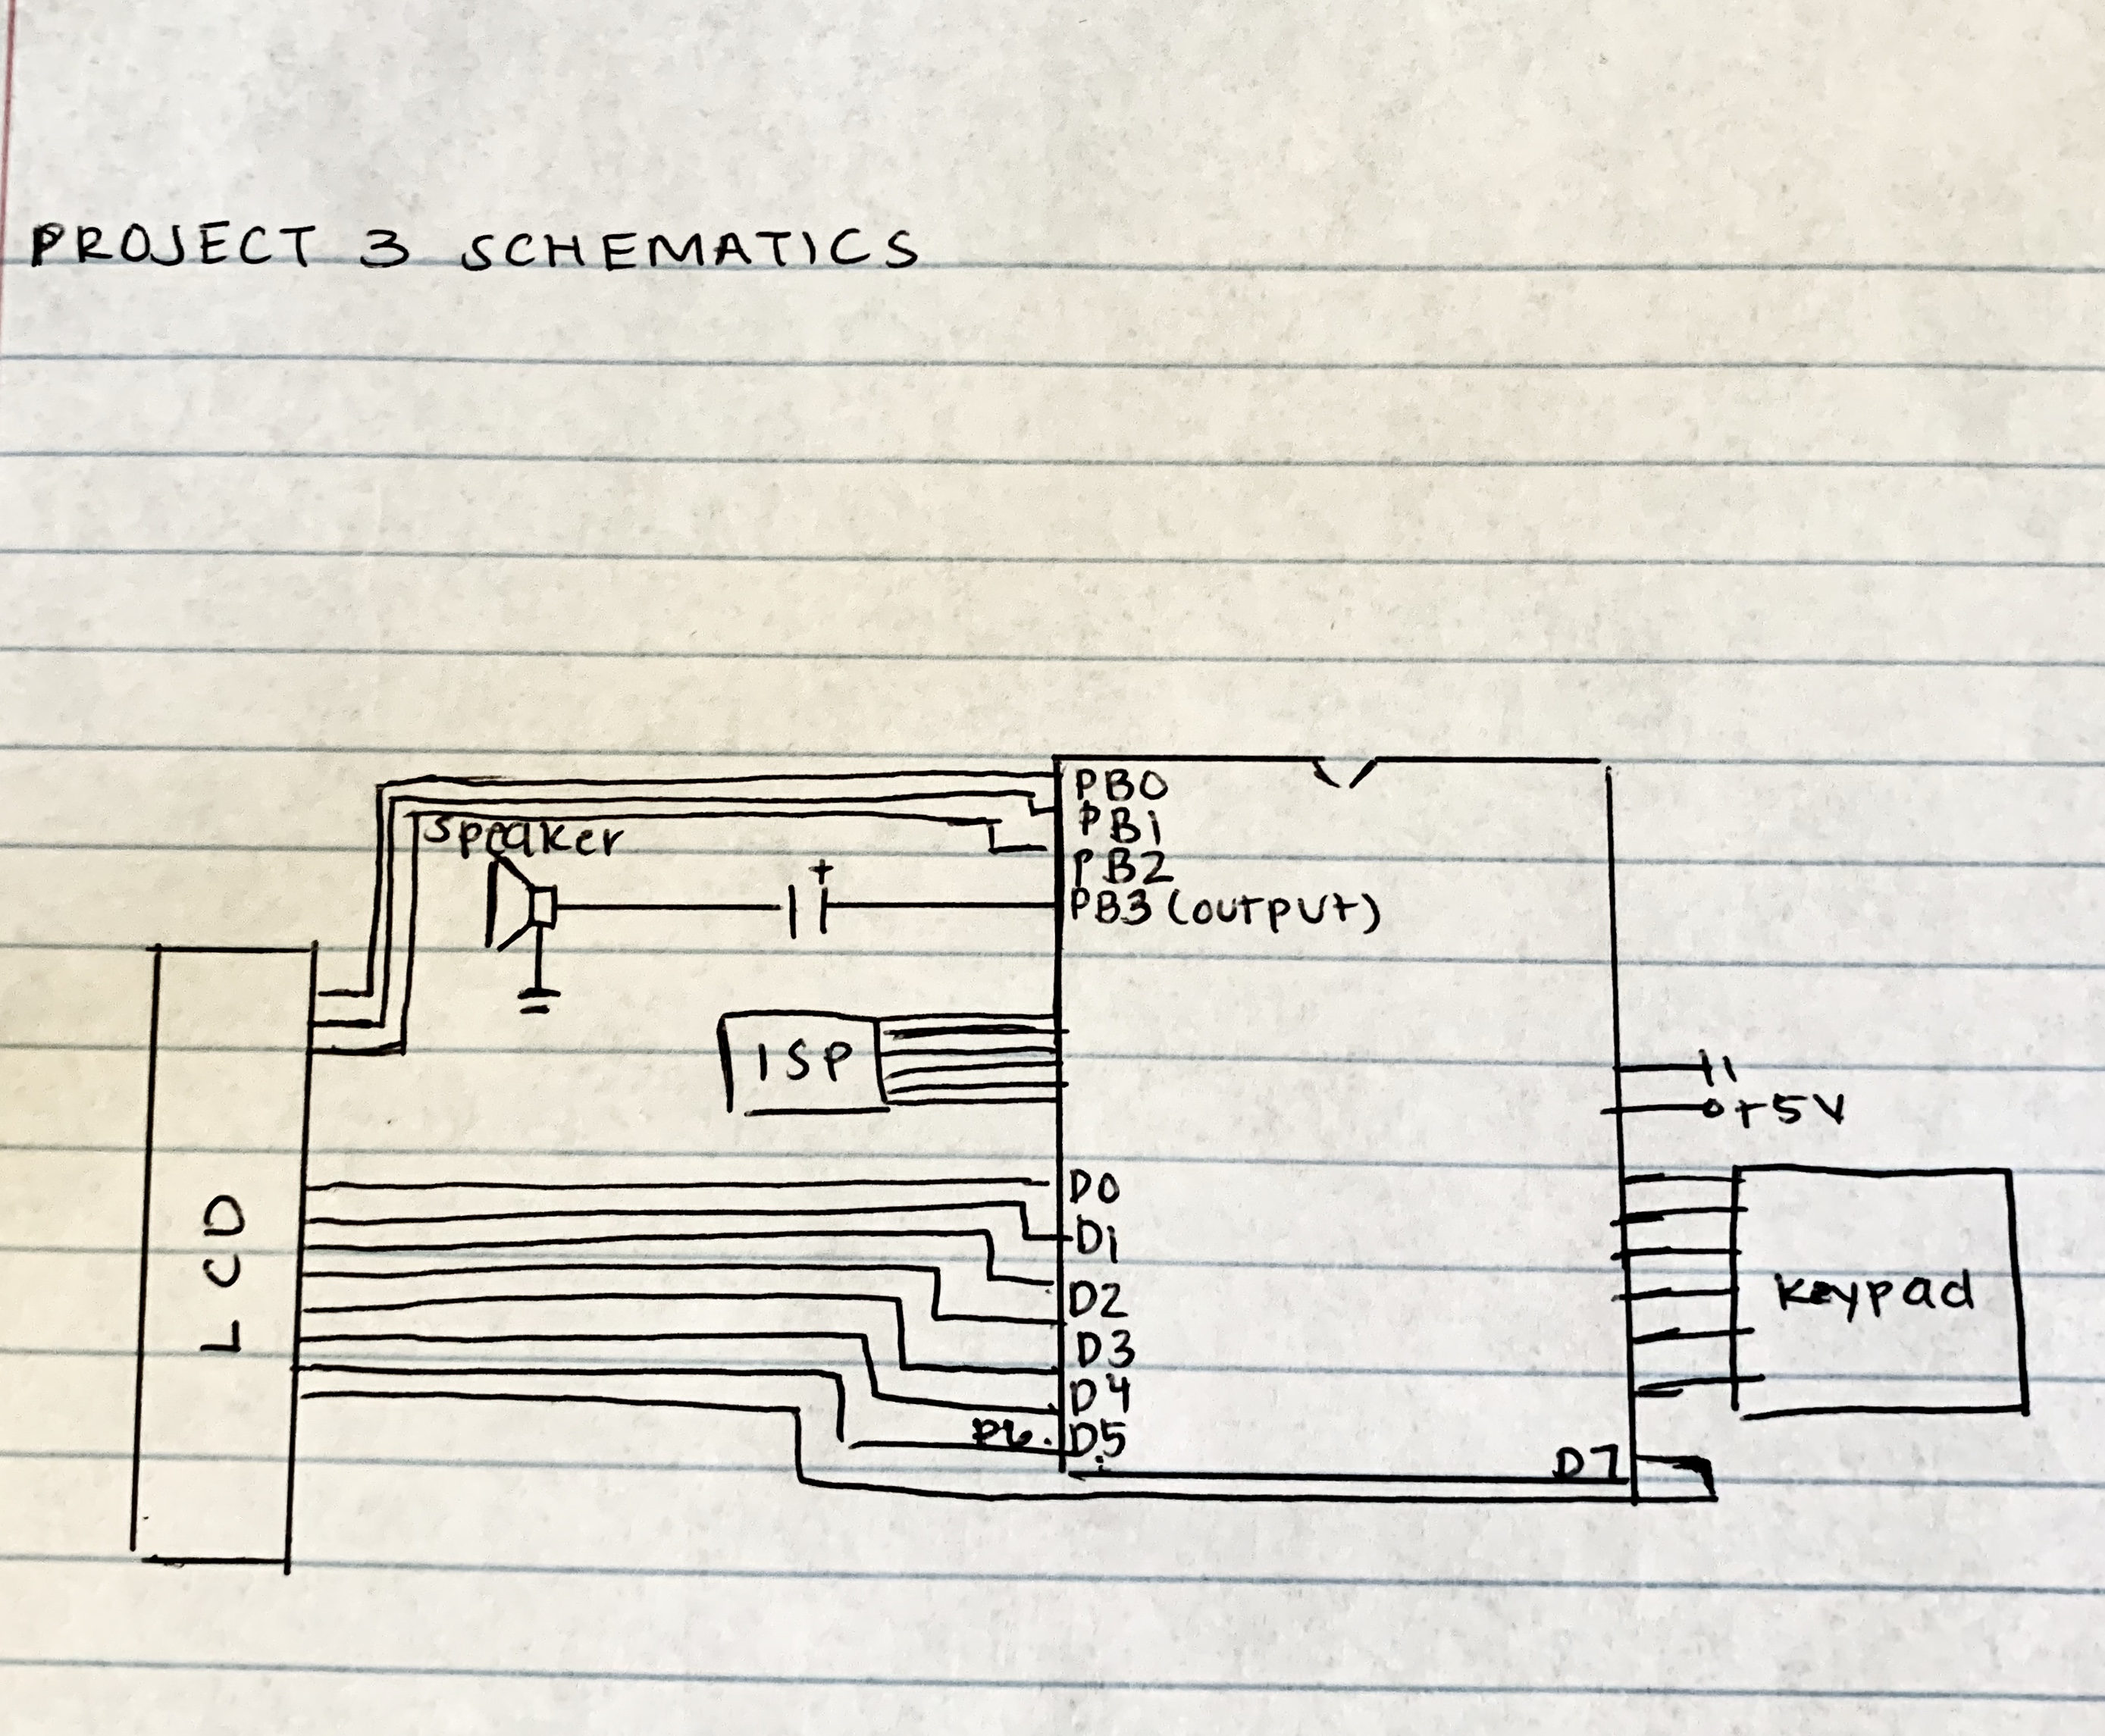 PROJECT 3 SCHEMATICS
PB0
PB1
speaker
PB2
+
PB3 (OUTPUT)
ISP
+5V
LCD
D0
D1
D2
keypad
D3
D4
D5
D7